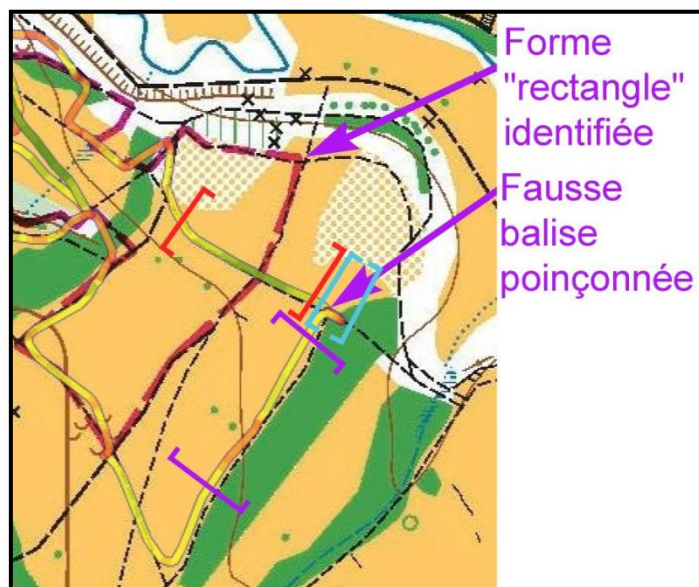 Forme
"rectangle"
identifiée
Fausse
balise
poinçonnée